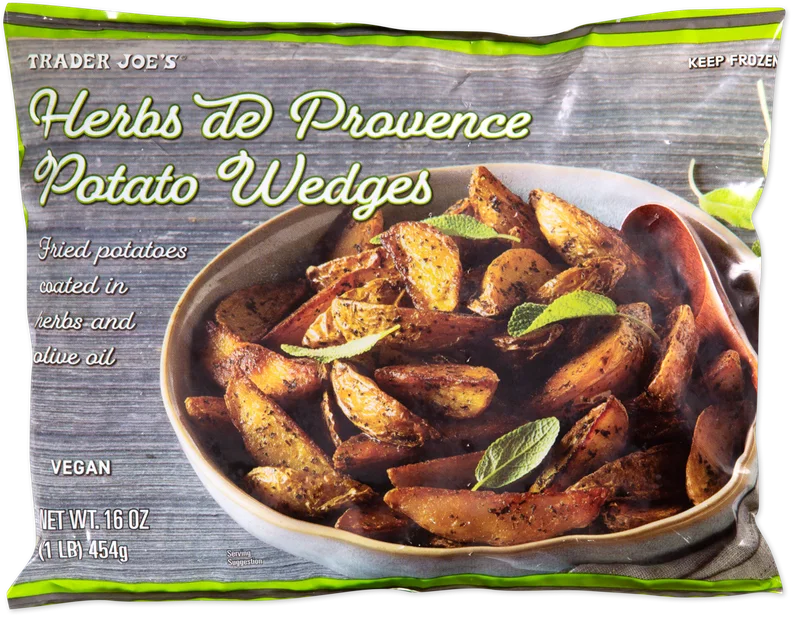 TRADER JOE'S
KEEP FROZEN
Herbs de Provence
Potato Wedges
Fried potatoes
coated in
herbs and
olive oil
VEGAN
NET WT. 16 OZ
(1 LB) 454g
Serving
Suggestion